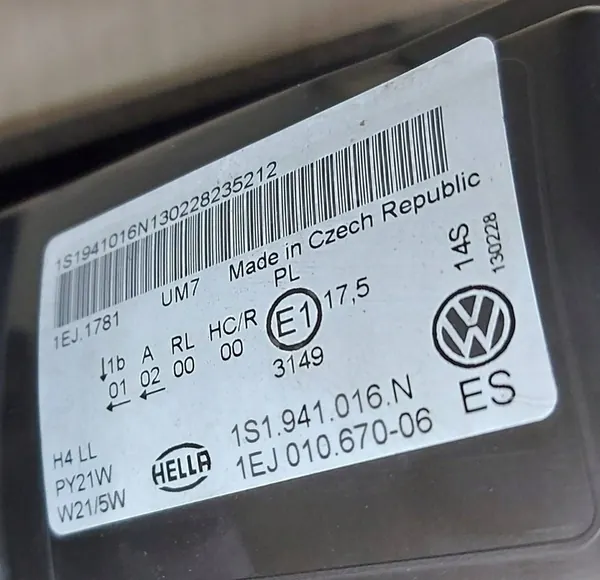 1S1941016N130228235212
1EJ.1781
UM7
Made in Czech Republic
14S
130228
PL
↓1b A RL HC/R E1 17,5
01 02 00 00
← ←
3149
VW
ES
H4 LL
PY21W
W21/5W
HELLA
1S1.941.016.N
1EJ 010.670-06